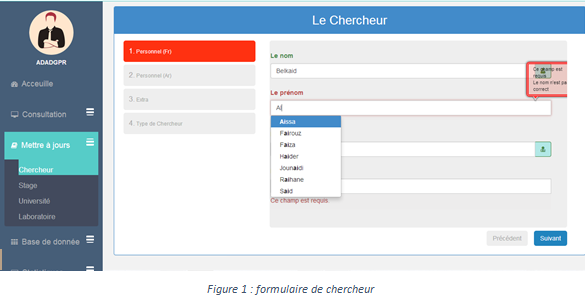 Le Chercheur
ADADGPR
Acceuille
Consultation
Mettre à jours
Chercheur
Stage
Université
Laboratoire
Base de donnée
1. Personnel (Fr)
2. Personnel (Ar)
3. Extra
4. Type de Chercheur
Le nom
Belkaid
Ce champ est
requis
Le nom n'est pas
correct
Le prénom
Ai
Aissa
Fairouz
Faiza
Haider
Jounaidi
Raihane
Said
Ce champ est requis
Précédent
Suivant
Figure 1 : formulaire de chercheur